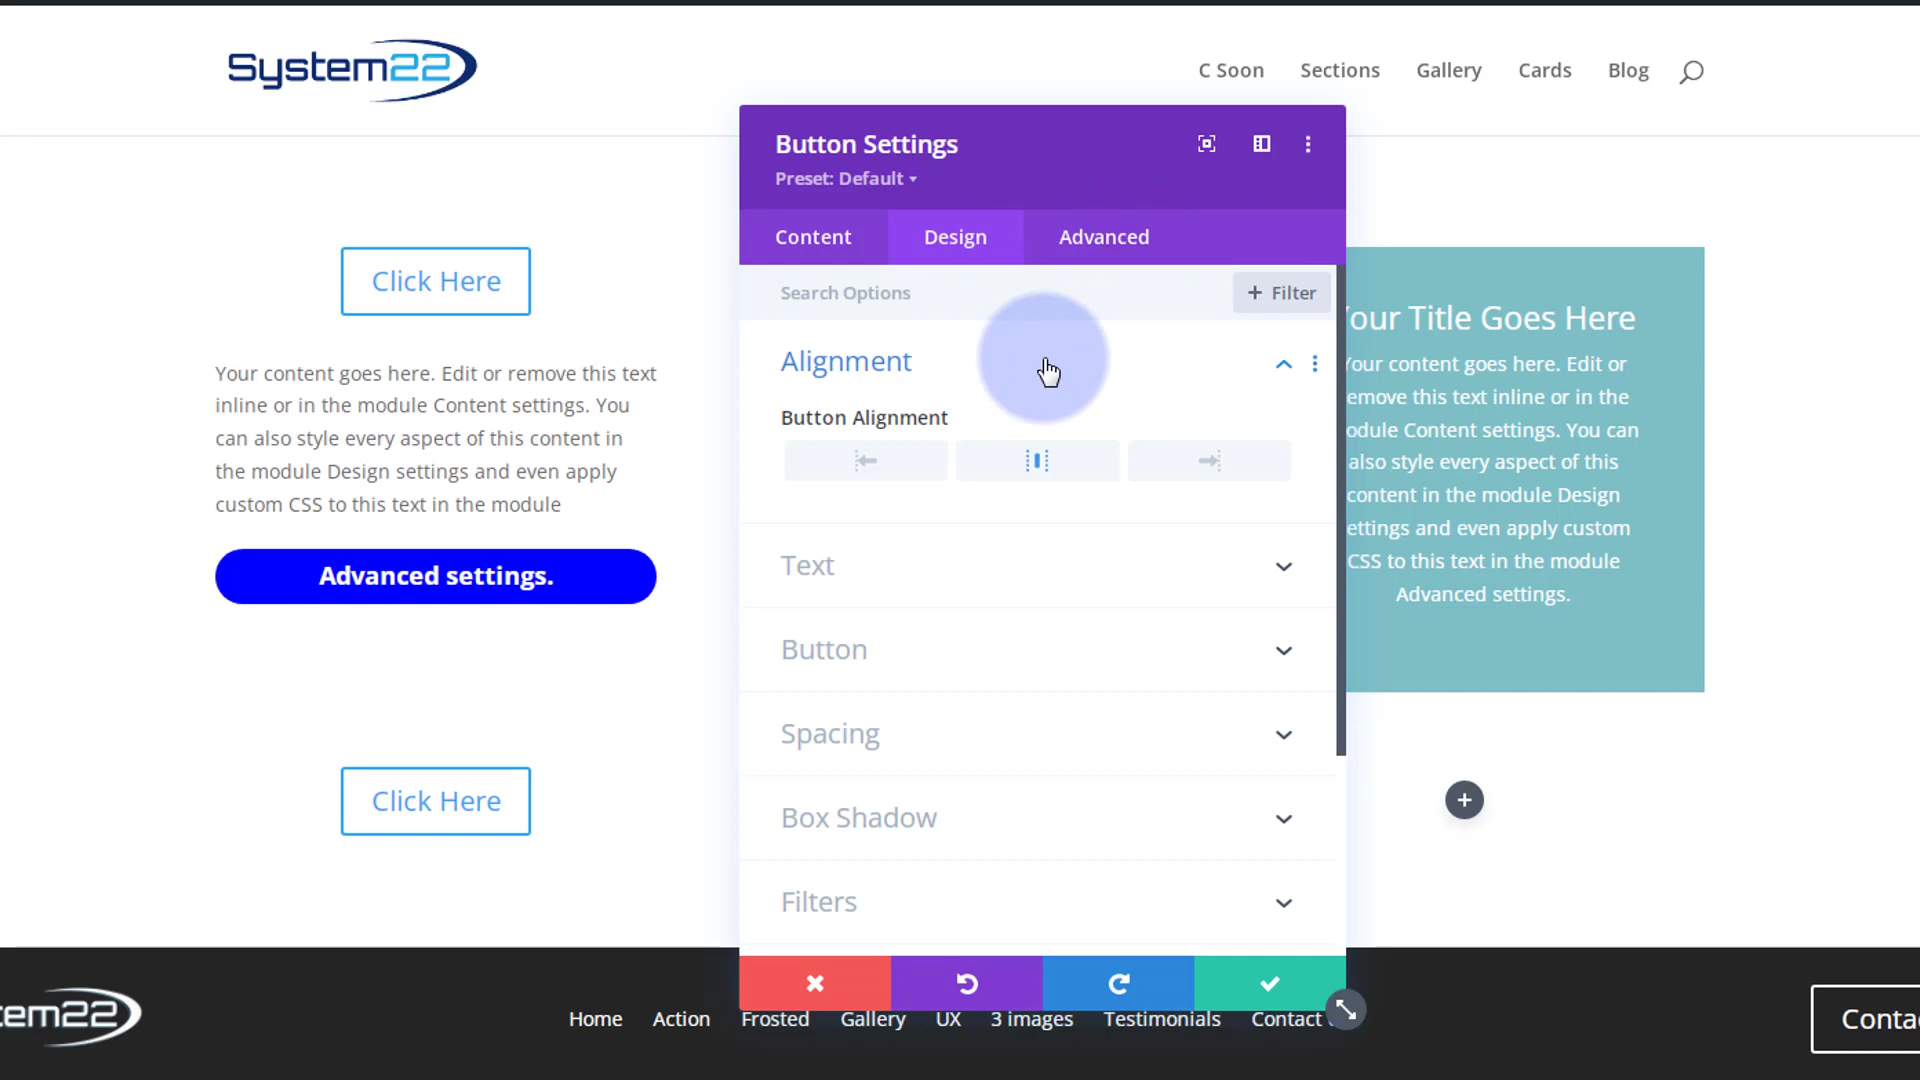 System22
C Soon
Sections
Gallery
Cards
Blog
Button Settings
Preset: Default
Content
Design
Advanced
Search Options
+ Filter
Alignment
Button Alignment
Text
Button
Spacing
Box Shadow
Filters
Click Here
Your content goes here. Edit or remove this text
inline or in the module Content settings. You
can also style every aspect of this content in
the module Design settings and even apply
custom CSS to this text in the module
Advanced settings.
Click Here
Your Title Goes Here
Your content goes here. Edit or
emove this text inline or in the
odule Content settings. You can
also style every aspect of this
content in the module Design
ettings and even apply custom
CSS to this text in the module
Advanced settings.
tem22
Home
Action
Frosted
Gallery
UX
3 images
Testimonials
Contact
Conta